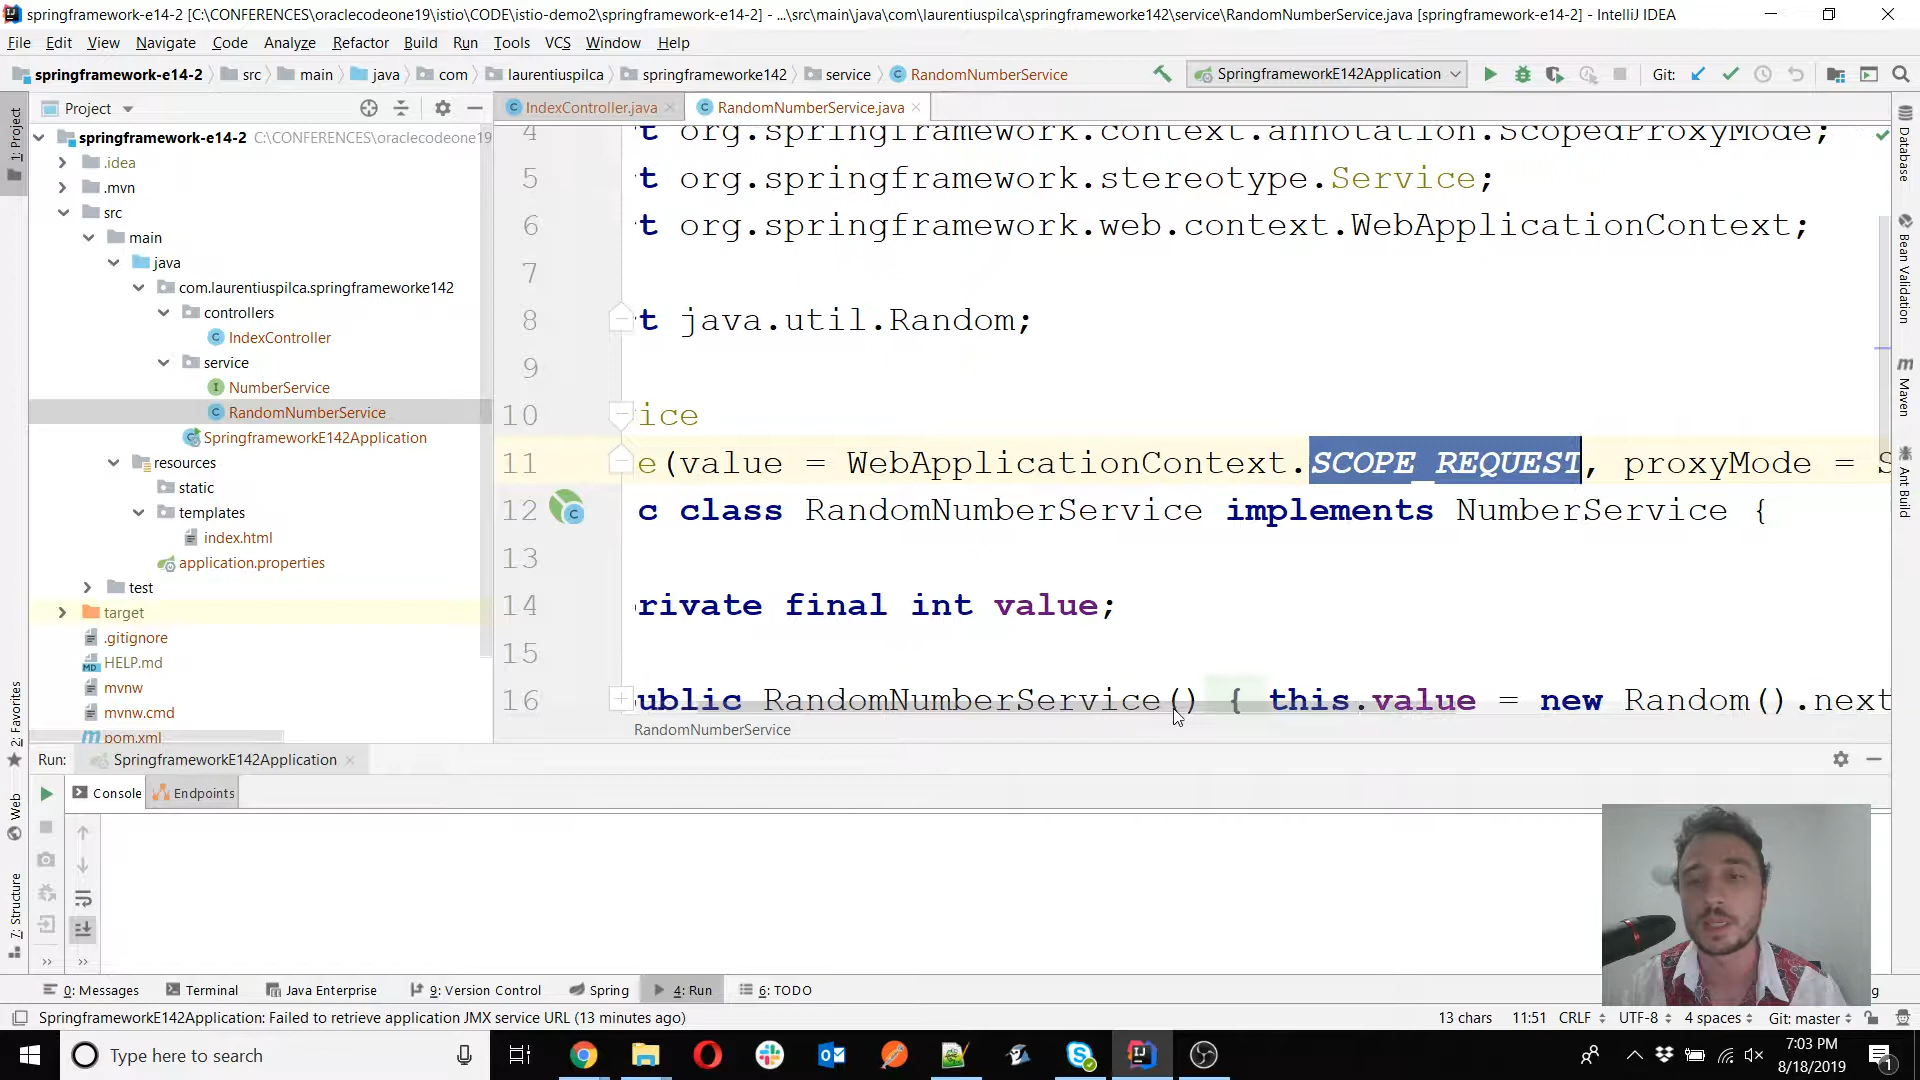 springframework-e14-2 [C:\CONFERENCES\oraclecodeone19\istio\CODE\istio-demo2\springframework-e14-2] - ...\src\main\java\com\laurentiuspilca\springframeworke142\service\RandomNumberService.java [springframework-e14-2] - IntelliJ IDEA
File Edit View Navigate Code Analyze Refactor Build Run Tools VCS Window Help
springframework-e14-2 src main java com laurentiuspilca springframeworke142 service RandomNumberService SpringframeworkE142Application Git:
Project IndexController.java RandomNumberService.java
springframework-e14-2 C:\CONFERENCES\oraclecodeone19
.idea
.mvn
src
main
java
com.laurentiuspilca.springframeworke142
controllers
IndexController
service
NumberService
RandomNumberService
SpringframeworkE142Application
resources
static
templates
index.html
application.properties
test
target
.gitignore
HELP.md
mvnw
mvnw.cmd
pom.xml
4 t org.springframework.context.annotation.ScopedProxyMode;
5 t org.springframework.stereotype.Service;
6 t org.springframework.web.context.WebApplicationContext;
7
8 t java.util.Random;
9
10 ice
11 e(value = WebApplicationContext.SCOPE_REQUEST, proxyMode = S
12 c class RandomNumberService implements NumberService {
13
14 rivate final int value;
15
16 ublic RandomNumberService() { this.value = new Random().next
RandomNumberService
1: Project
2: Favorites
Web
7: Structure
Database
Bean Validation
Maven
Ant Build
Run: SpringframeworkE142Application
Console Endpoints
0: Messages Terminal Java Enterprise 9: Version Control Spring 4: Run 6: TODO
SpringframeworkE142Application: Failed to retrieve application JMX service URL (13 minutes ago) 13 chars 11:51 CRLF UTF-8 4 spaces Git: master
Type here to search
7:03 PM
8/18/2019
1